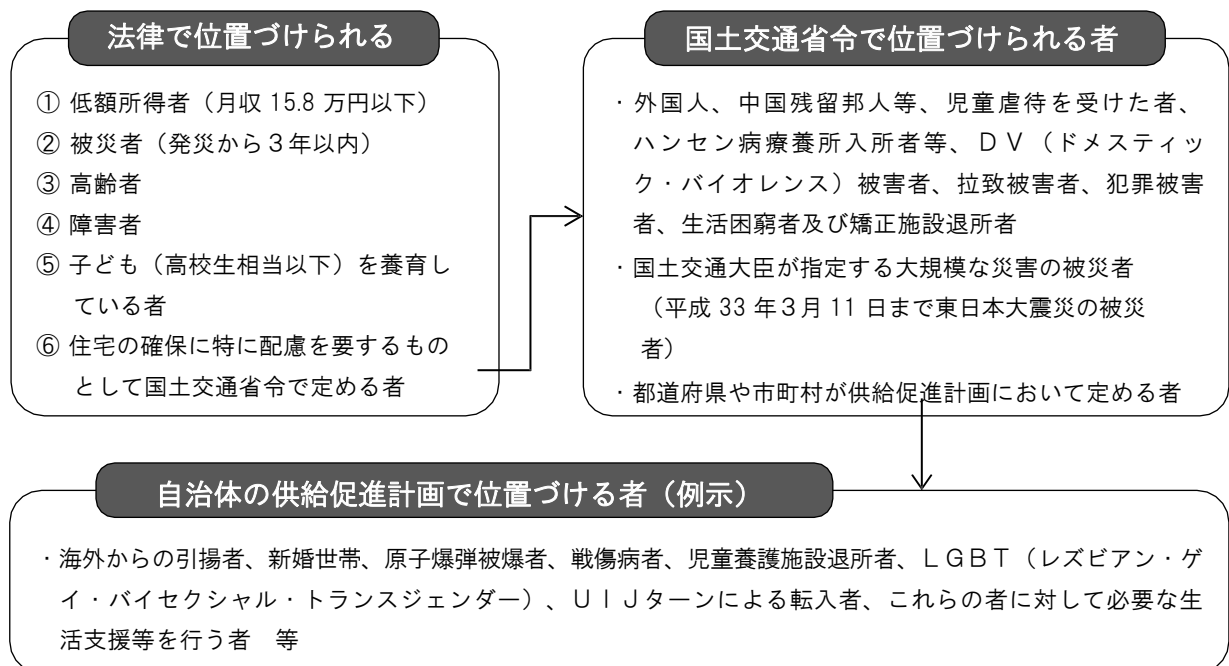 法律で位置づけられる
① 低額所得者（月収 15.8 万円以下）
② 被災者（発災から３年以内）
③ 高齢者
④ 障害者
⑤ 子ども（高校生相当以下）を養育し
ている者
⑥ 住宅の確保に特に配慮を要するもの
として国土交通省令で定める者
国土交通省令で位置づけられる者
・外国人、中国残留邦人等、児童虐待を受けた者、
ハンセン病療養所入所者等、ＤＶ（ドメスティッ
ク・バイオレンス）被害者、拉致被害者、犯罪被害
者、生活困窮者及び矯正施設退所者
・国土交通大臣が指定する大規模な災害の被災者
（平成 33 年３月 11 日まで東日本大震災の被災
者）
・都道府県や市町村が供給促進計画において定める者
自治体の供給促進計画で位置づける者（例示）
・海外からの引揚者、新婚世帯、原子爆弾被爆者、戦傷病者、児童養護施設退所者、ＬＧＢＴ（レズビアン・ゲ
イ・バイセクシャル・トランスジェンダー）、ＵＩＪターンによる転入者、これらの者に対して必要な生
活支援等を行う者　等